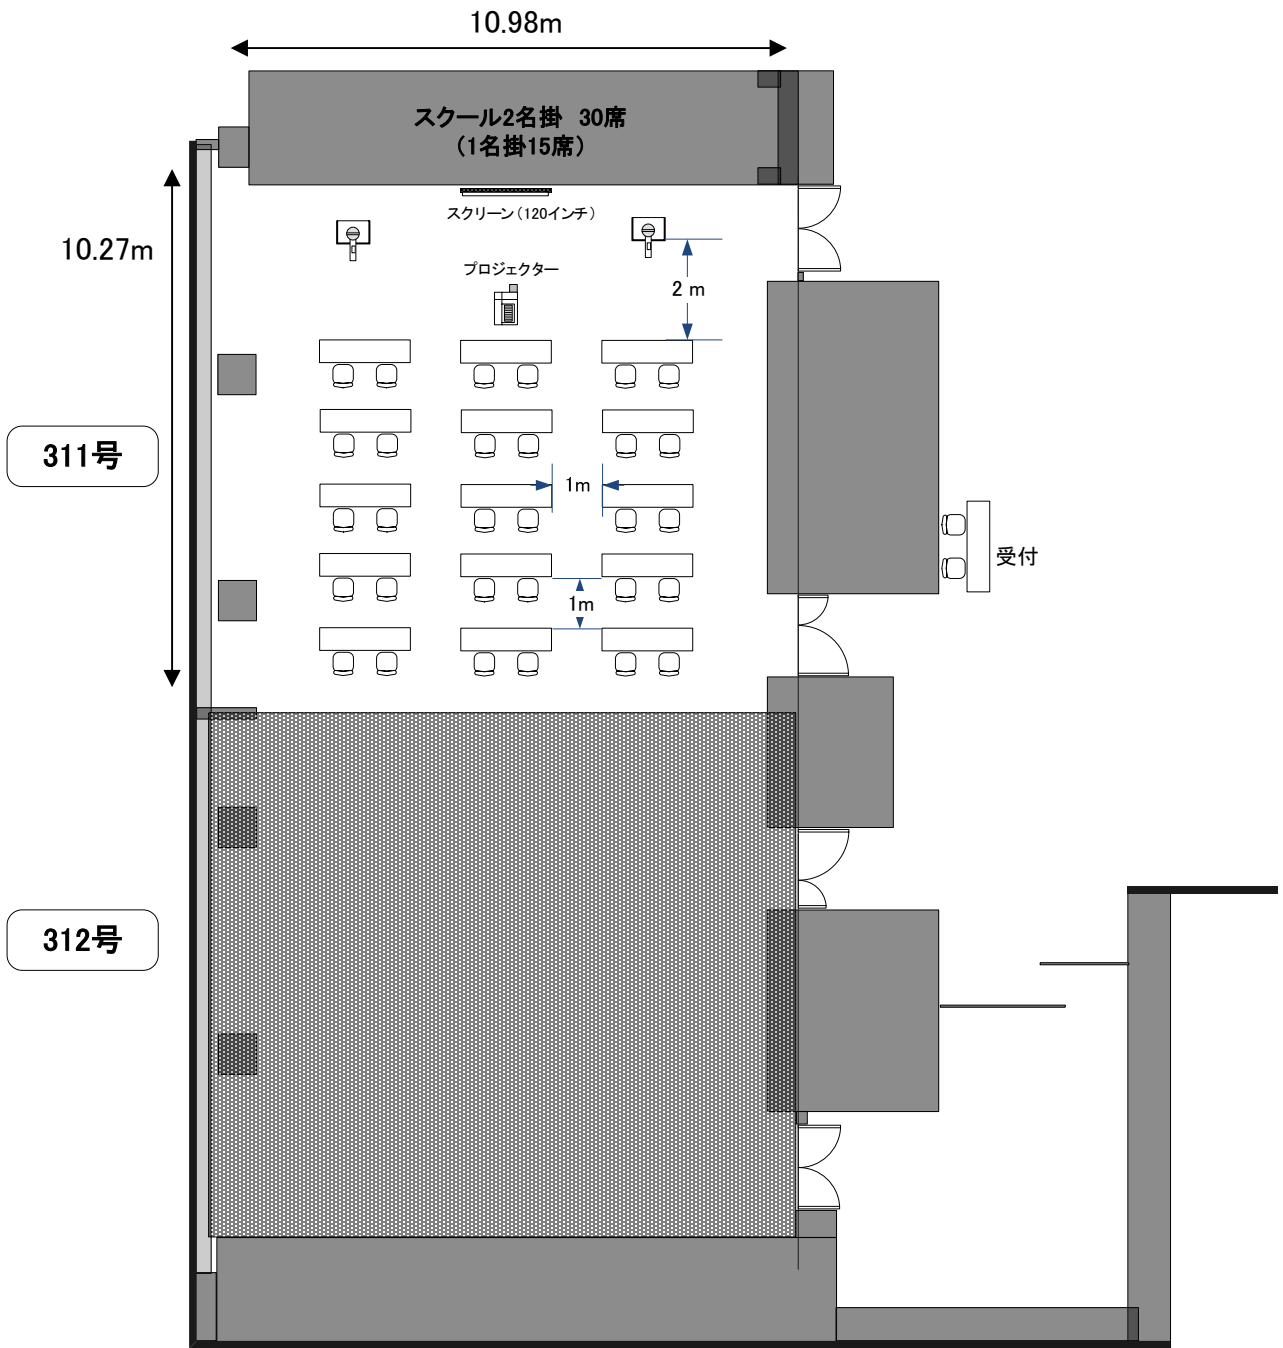 10.98m
スクール2名掛 30席
(1名掛15席)
スクリーン(120インチ)
10.27m
プロジェクター
2 m
311号
1m
受付
1m
312号